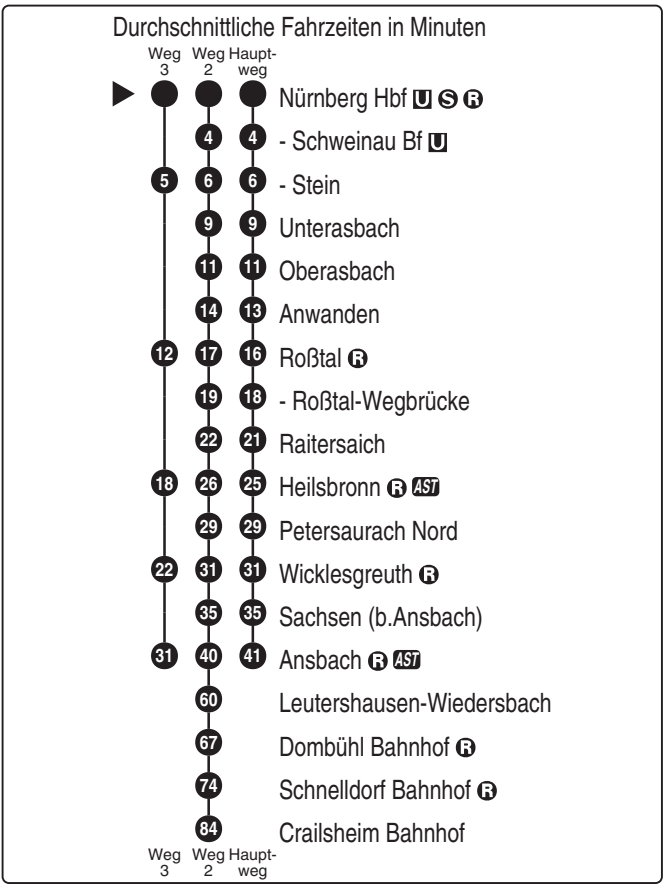 Durchschnittliche Fahrzeiten in Minuten
Weg 3 Weg 2 Haupt-weg
Nürnberg Hbf U S R
4 4 - Schweinau Bf U
5 6 6 - Stein
9 9 Unterasbach
11 11 Oberasbach
14 13 Anwanden
12 17 16 Roßtal R
19 18 - Roßtal-Wegbrücke
22 21 Raitersaich
18 26 25 Heilsbronn R AST
29 29 Petersaurach Nord
22 31 31 Wicklesgreuth R
35 35 Sachsen (b.Ansbach)
31 40 41 Ansbach R AST
60 Leutershausen-Wiedersbach
67 Dombühl Bahnhof R
74 Schnelldorf Bahnhof R
84 Crailsheim Bahnhof
Weg 3 Weg 2 Haupt-weg